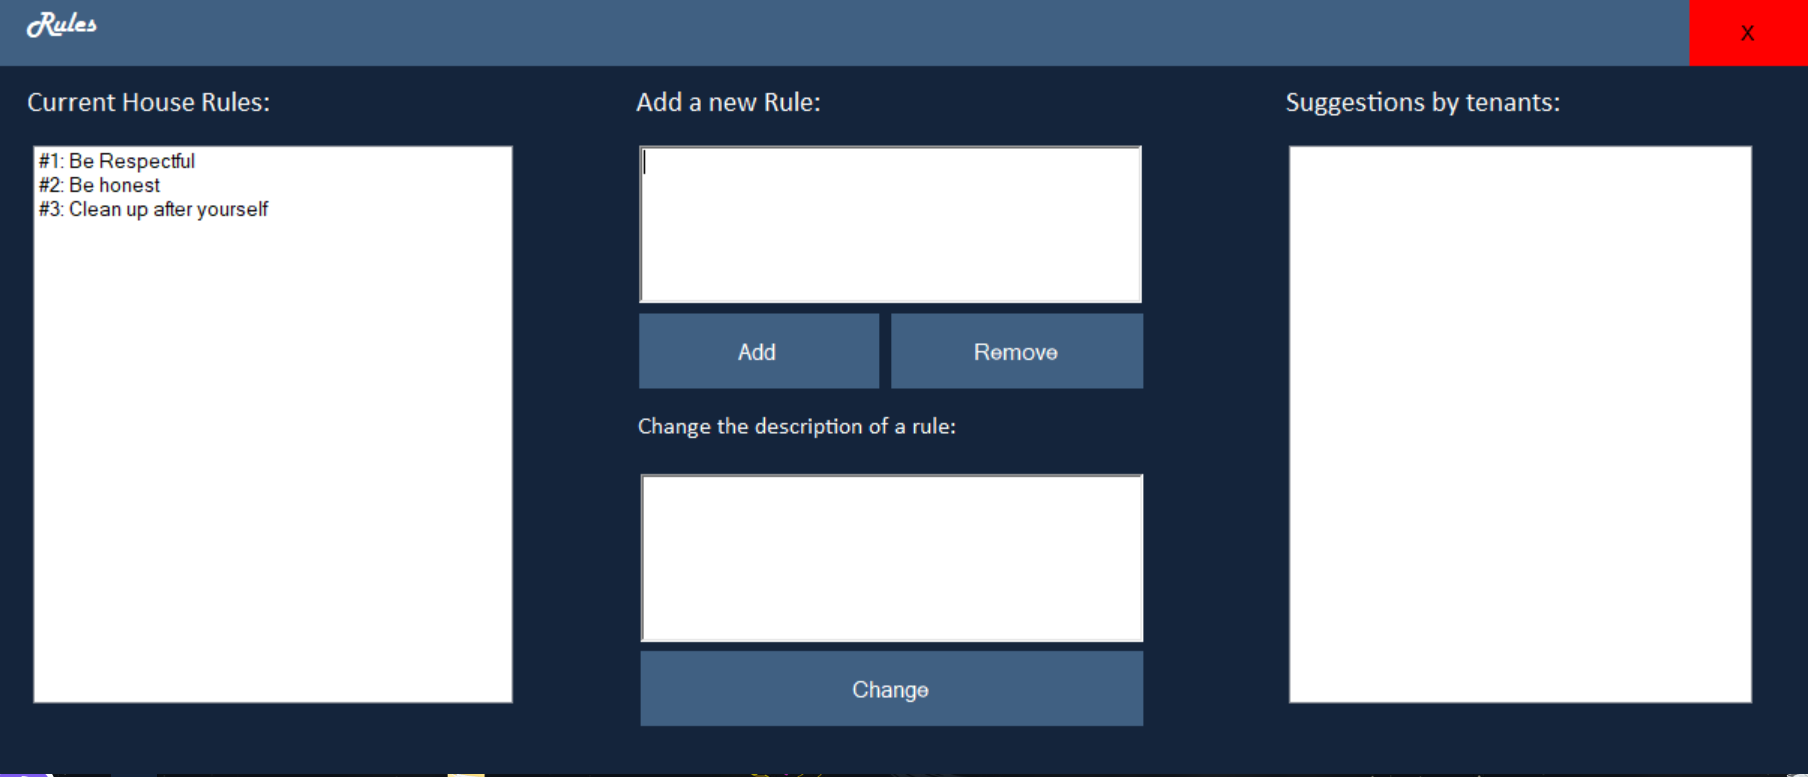 Rules
X
Current House Rules:
#1: Be Respectful
#2: Be honest
#3: Clean up after yourself
Add a new Rule:
Add
Remove
Change the description of a rule:
Change
Suggestions by tenants: